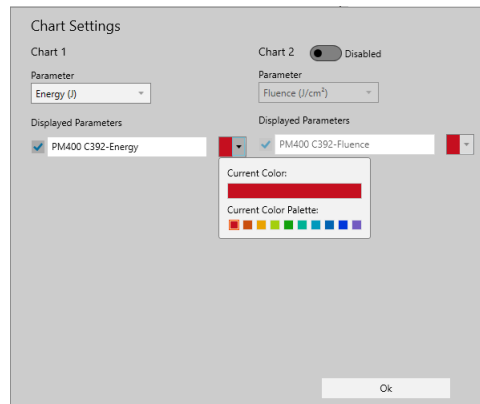 Chart Settings
Chart 1
Chart 2 Disabled
Parameter
Parameter
Energy (J)
Fluence (J/cm²)
Displayed Parameters
Displayed Parameters
PM400 C392-Energy
PM400 C392-Fluence
Current Color:
Current Color Palette:
Ok